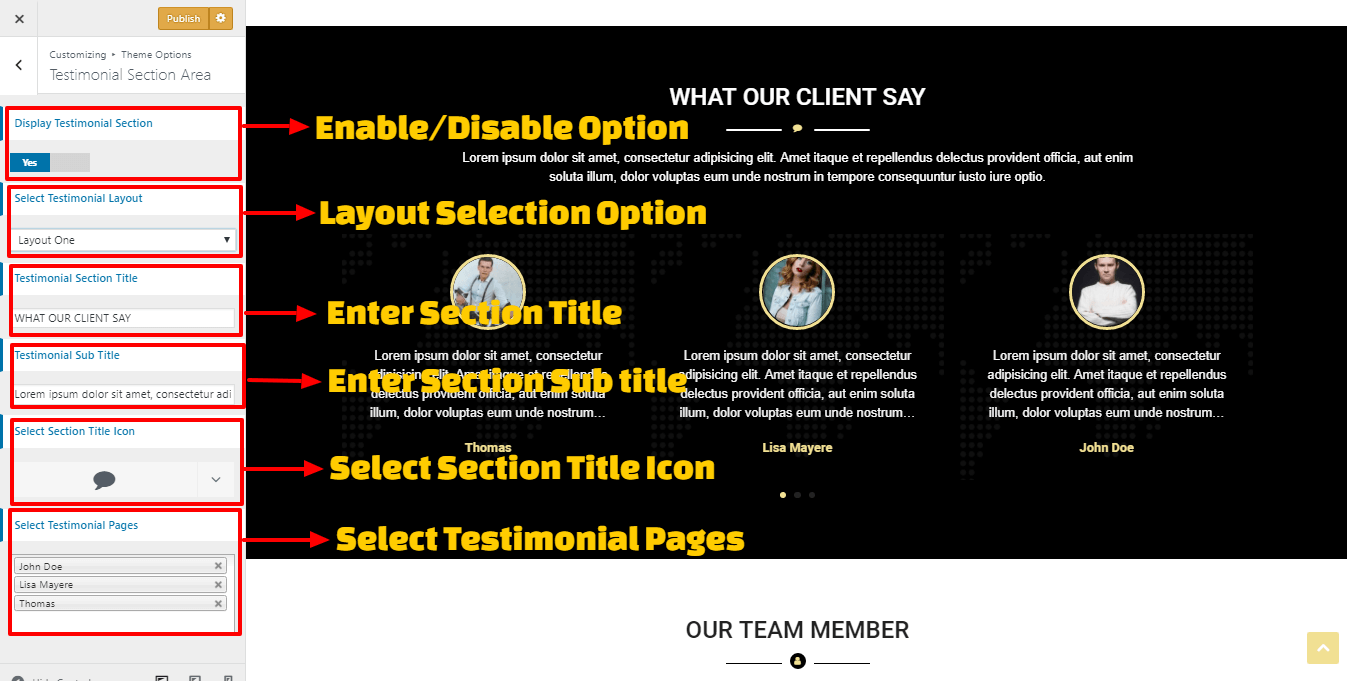 Publish
Customizing ▸ Theme Options
Testimonial Section Area
Display Testimonial Section
Yes
Select Testimonial Layout
Layout One
Testimonial Section Title
WHAT OUR CLIENT SAY
Testimonial Sub Title
Lorem ipsum dolor sit amet, consectetur adi
Select Section Title Icon
Select Testimonial Pages
John Doe
Lisa Mayere
Thomas
Enable/Disable Option
Layout Selection Option
Enter Section Title
Enter Section Sub title
Select Section Title Icon
Select Testimonial Pages
WHAT OUR CLIENT SAY
Lorem ipsum dolor sit amet, consectetur adipisicing elit. Amet itaque et repellendus delectus provident officia, aut enim
soluta illum, dolor voluptas eum unde nostrum in tempore consequuntur iusto iure optio.
Lorem ipsum dolor sit amet, consectetur
adipisicing elit. Amet itaque et repellendus
delectus provident officia, aut enim soluta
illum, dolor voluptas eum unde nostrum…
Thomas
Lorem ipsum dolor sit amet, consectetur
adipisicing elit. Amet itaque et repellendus
delectus provident officia, aut enim soluta
illum, dolor voluptas eum unde nostrum…
Lisa Mayere
Lorem ipsum dolor sit amet, consectetur
adipisicing elit. Amet itaque et repellendus
delectus provident officia, aut enim soluta
illum, dolor voluptas eum unde nostrum…
John Doe
OUR TEAM MEMBER